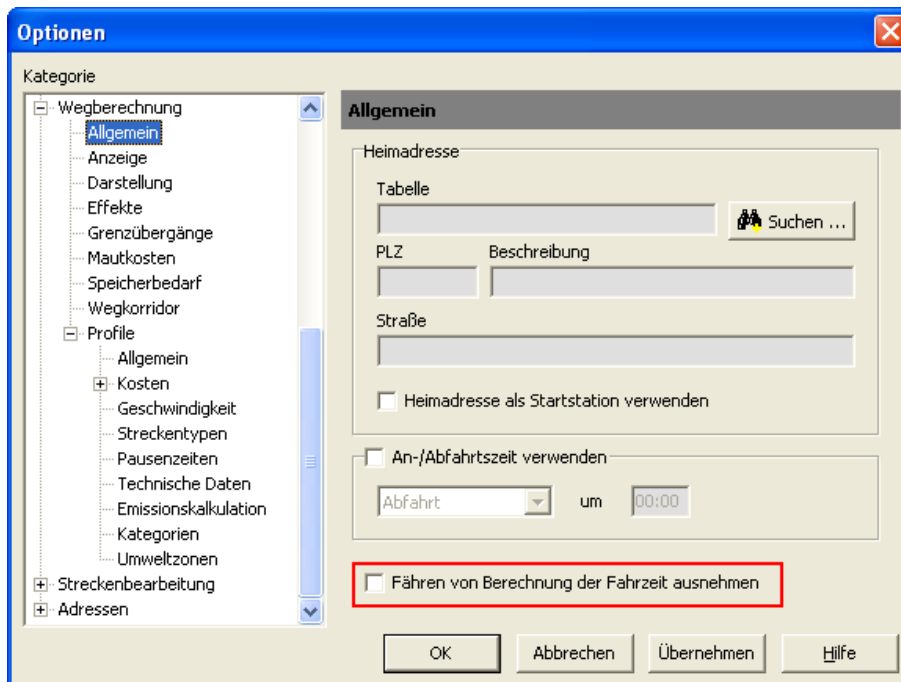 Optionen
Kategorie
Wegberechnung
Allgemein
Anzeige
Darstellung
Effekte
Grenzübergänge
Mautkosten
Speicherbedarf
Wegkorridor
Profile
Allgemein
Kosten
Geschwindigkeit
Streckentypen
Pausenzeiten
Technische Daten
Emissionskalkulation
Kategorien
Umweltzonen
Streckenbearbeitung
Adressen
Allgemein
Heimadresse
Tabelle
Suchen ...
PLZ Beschreibung
Straße
Heimadresse als Startstation verwenden
An-/Abfahrtszeit verwenden
Abfahrt um 00:00
Fähren von Berechnung der Fahrzeit ausnehmen
OK Abbrechen Übernehmen Hilfe